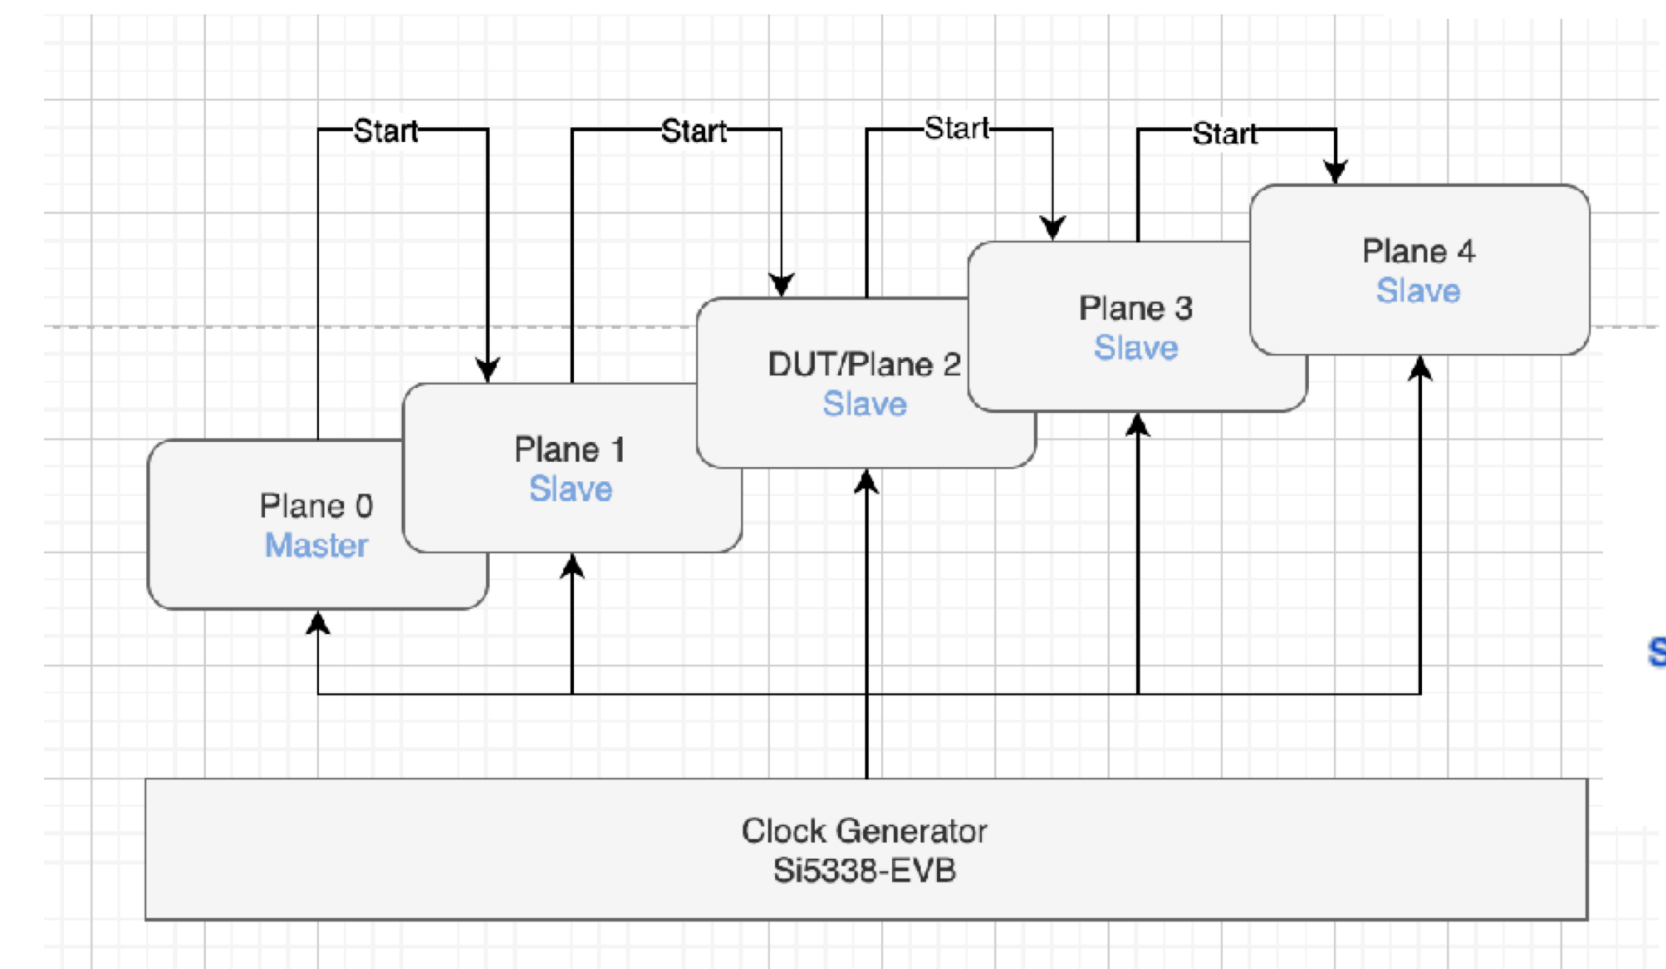 Start
Start
Start
Start
Plane 4
Slave
Plane 3
Slave
DUT/Plane 2
Slave
Plane 1
Slave
Plane 0
Master
S
Clock Generator
Si5338-EVB